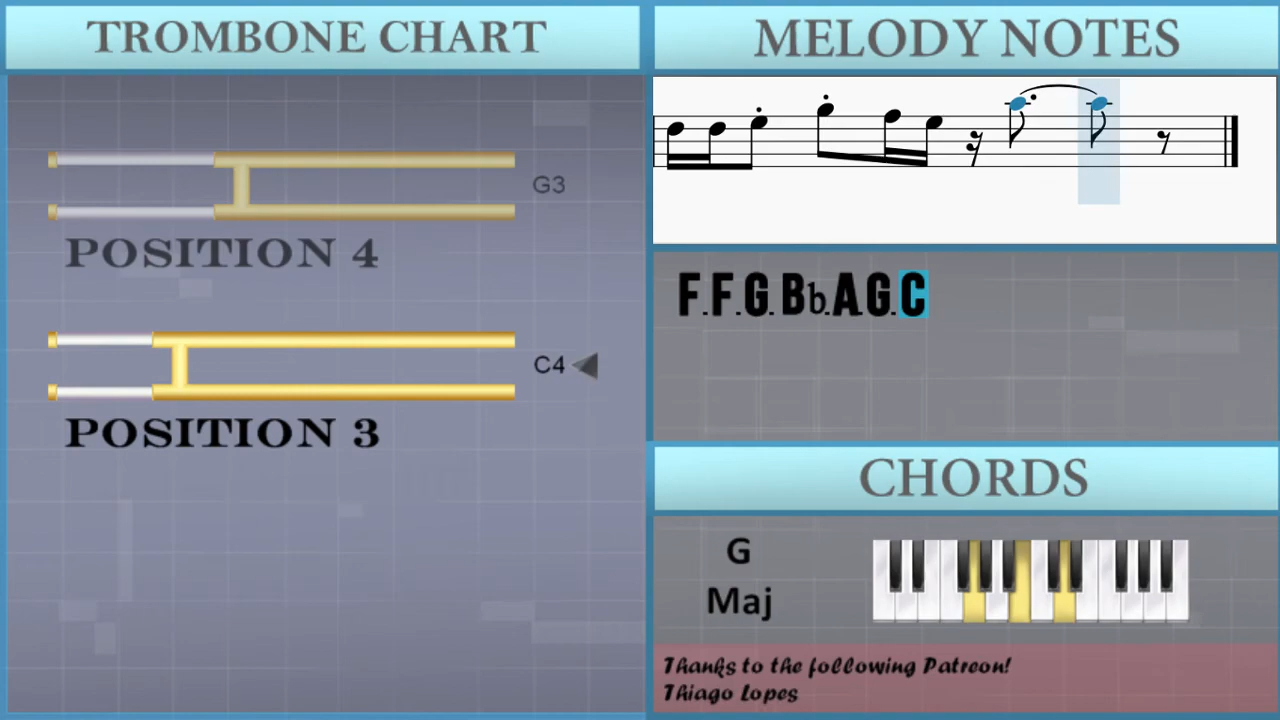 TROMBONE CHART
G3
POSITION 4
C4
POSITION 3
MELODY NOTES
F.F.G.Bb.A.G.C
CHORDS
G
Maj
Thanks to the following Patreon!
Thiago Lopes